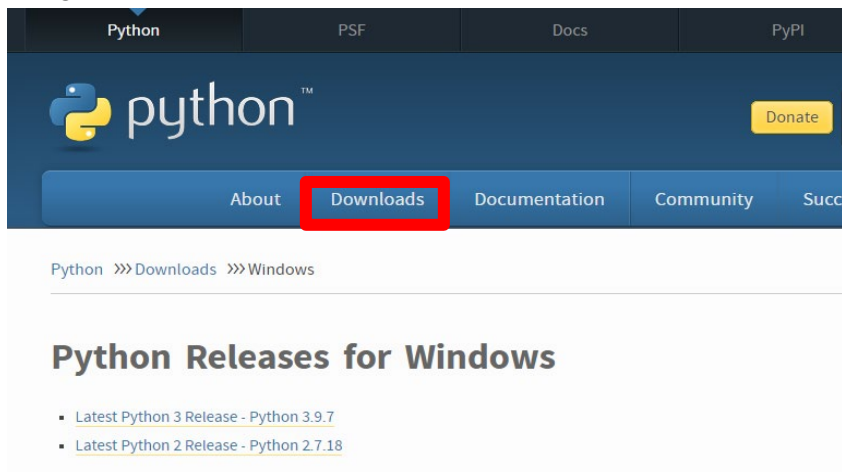 Python PSF Docs PyPI
python™
Donate
About Downloads Documentation Community Succ
Python >>> Downloads >>> Windows
Python Releases for Windows
▪ Latest Python 3 Release - Python 3.9.7
▪ Latest Python 2 Release - Python 2.7.18